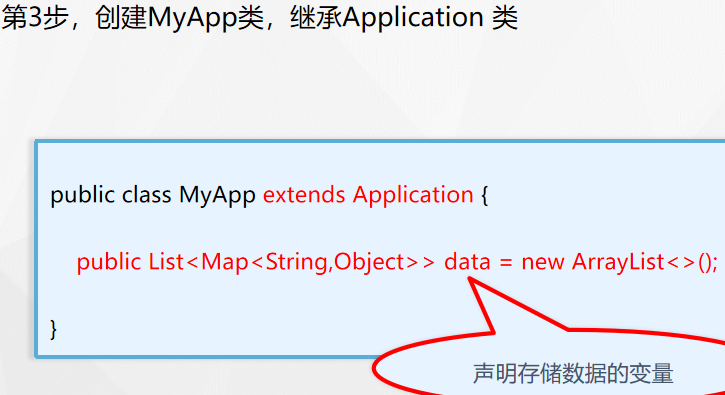 第3步，创建MyApp类，继承Application 类
public class MyApp extends Application {
public List<Map<String,Object>> data = new ArrayList<>();
}
声明存储数据的变量